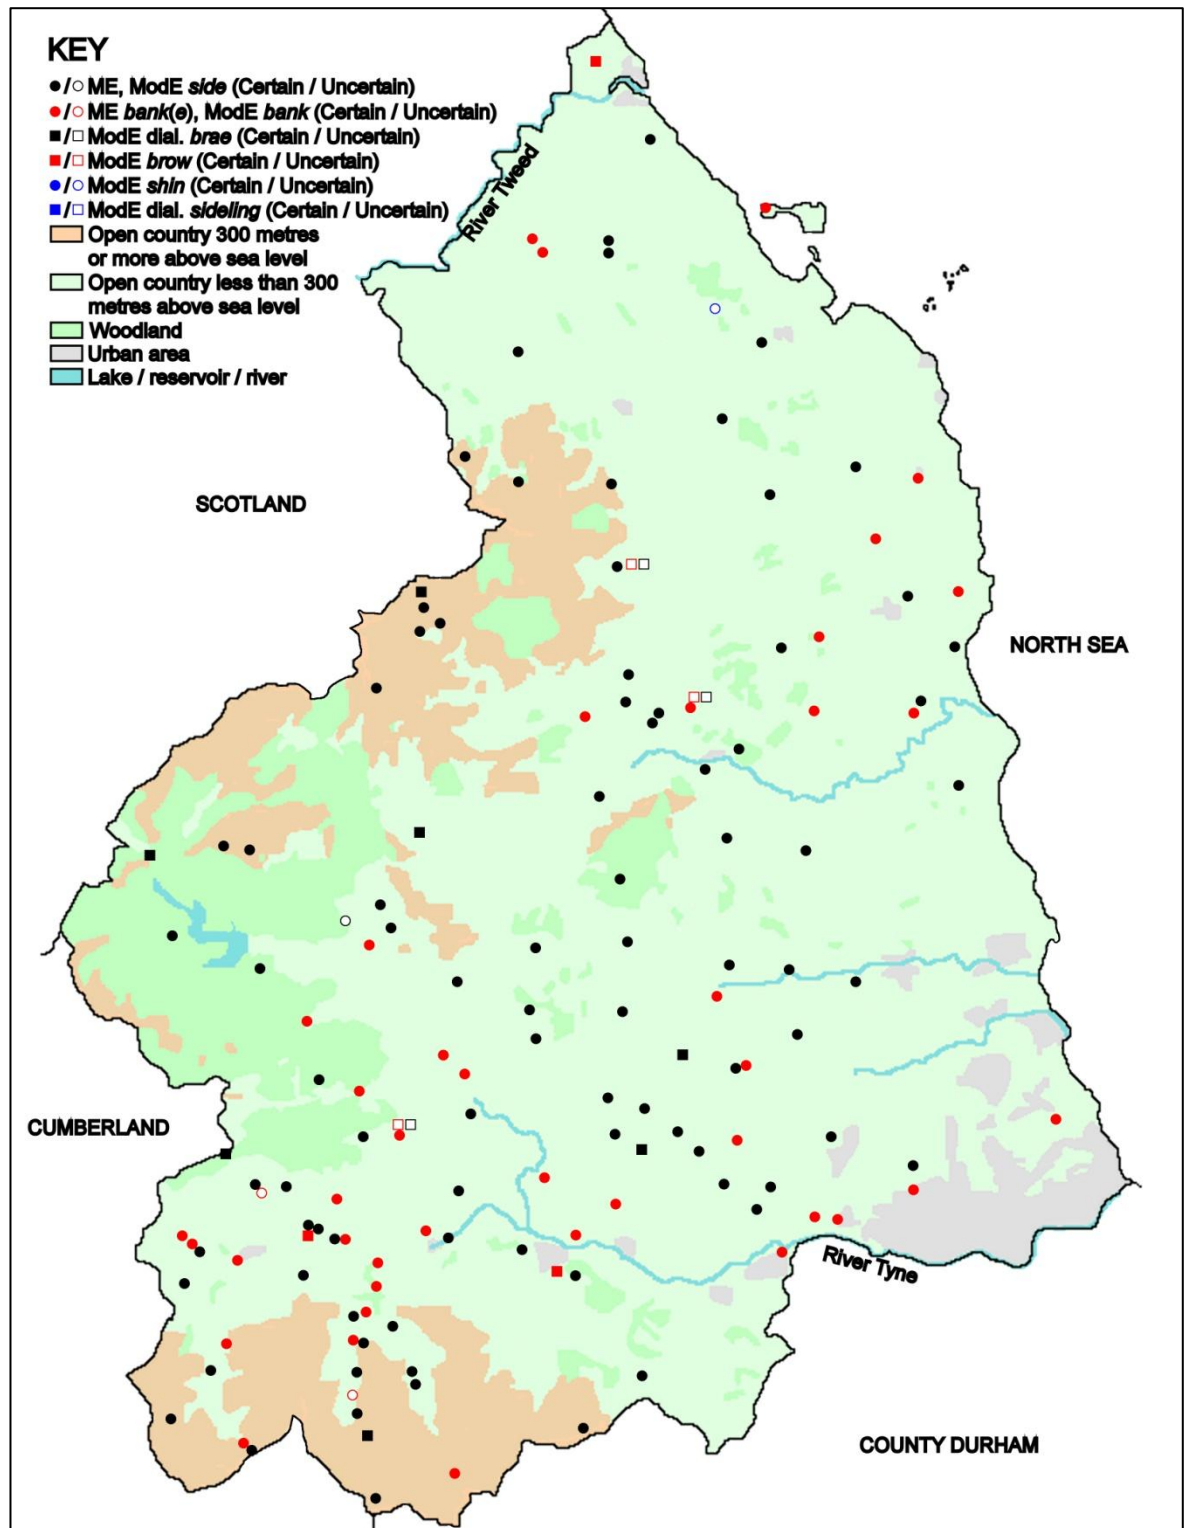 KEY
●/○ ME, ModE side (Certain / Uncertain)
●/○ ME bank(e), ModE bank (Certain / Uncertain)
■/□ ModE dial. brae (Certain / Uncertain)
■/□ ModE brow (Certain / Uncertain)
●/○ ModE shin (Certain / Uncertain)
■/□ ModE dial. sideling (Certain / Uncertain)
Open country 300 metres
or more above sea level
Open country less than 300
metres above sea level
Woodland
Urban area
Lake / reservoir / river
River Tweed
SCOTLAND
NORTH SEA
CUMBERLAND
River Tyne
COUNTY DURHAM